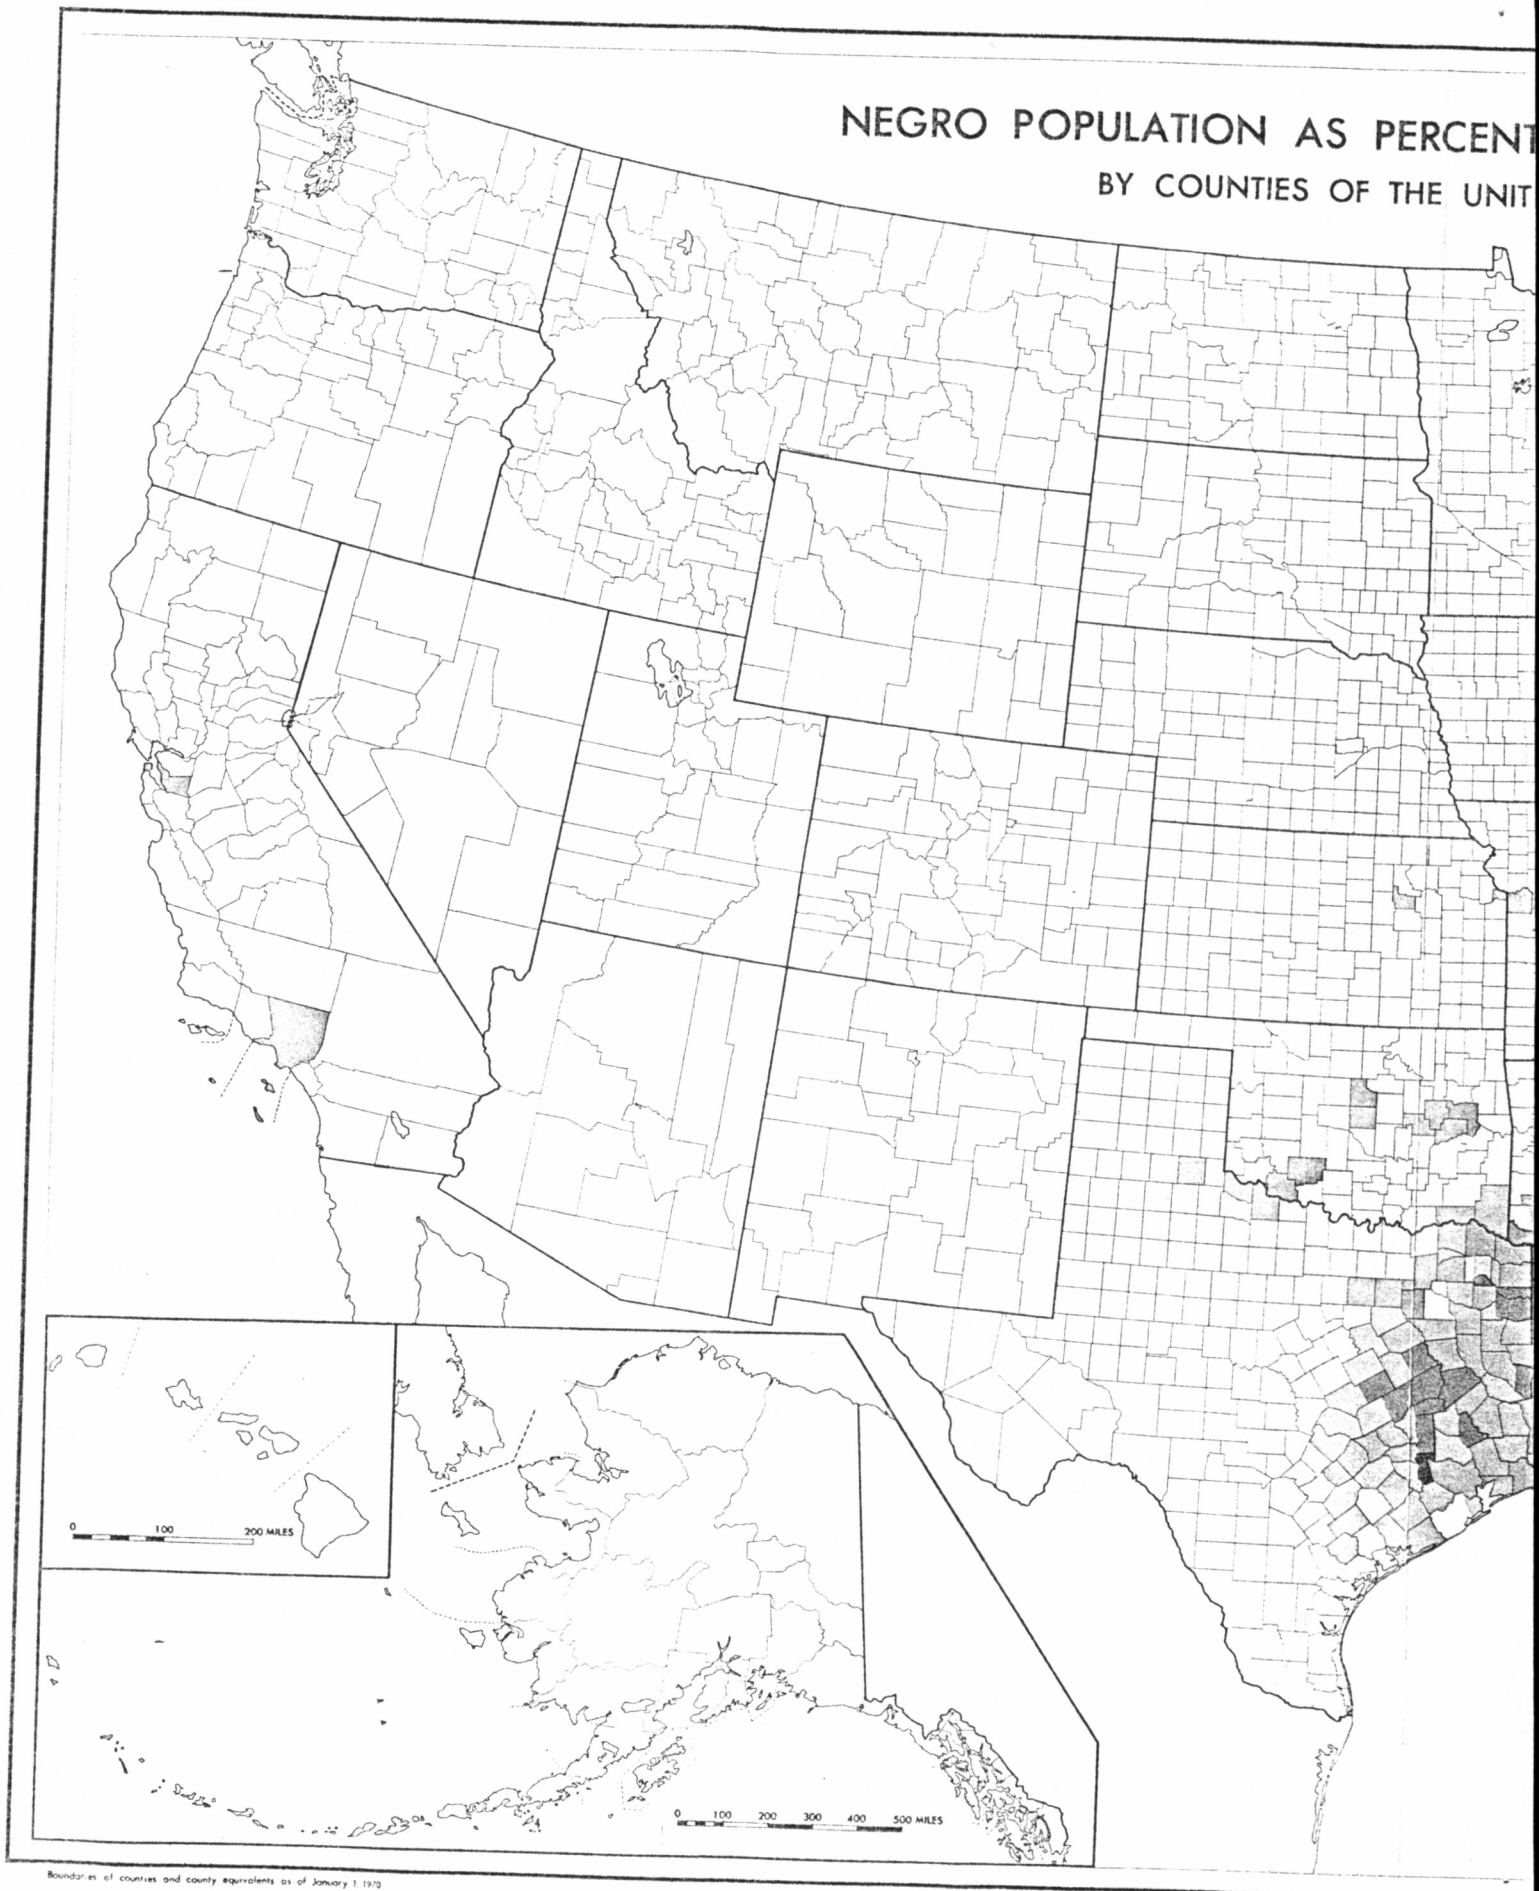 NEGRO POPULATION AS PERCENT
BY COUNTIES OF THE UNIT
0 100 200 MILES
0 100 200 300 400 500 MILES
Boundaries of counties and county equivalents as of January 1, 1970